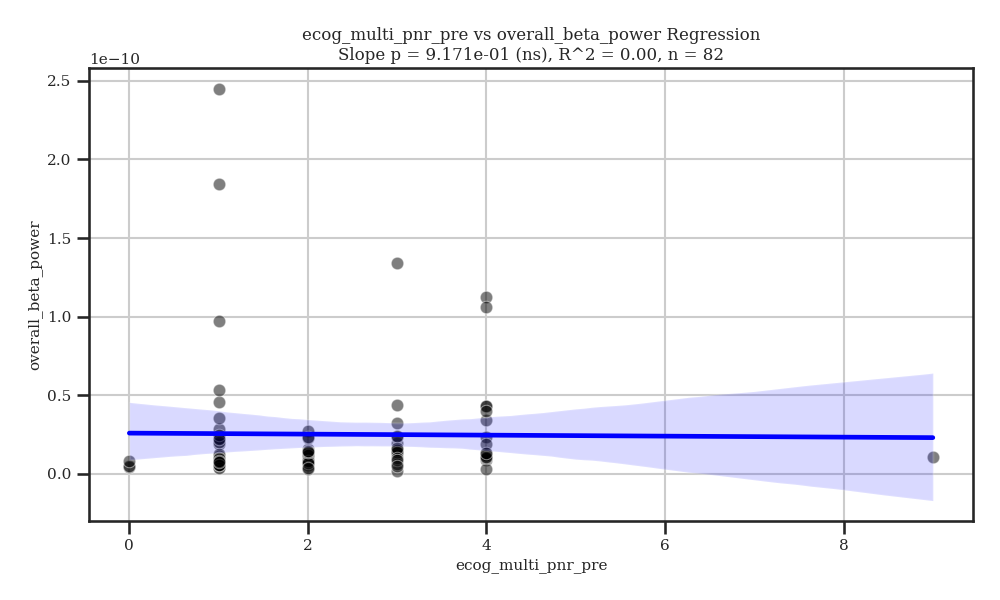 ecog_multi_pnr_pre vs overall_beta_power Regression
Slope p = 9.171e-01 (ns), R^2 = 0.00, n = 82
1e−10
2.5
2.0
1.5
1.0
0.5
0.0
overall_beta_power
0 2 4 6 8
ecog_multi_pnr_pre